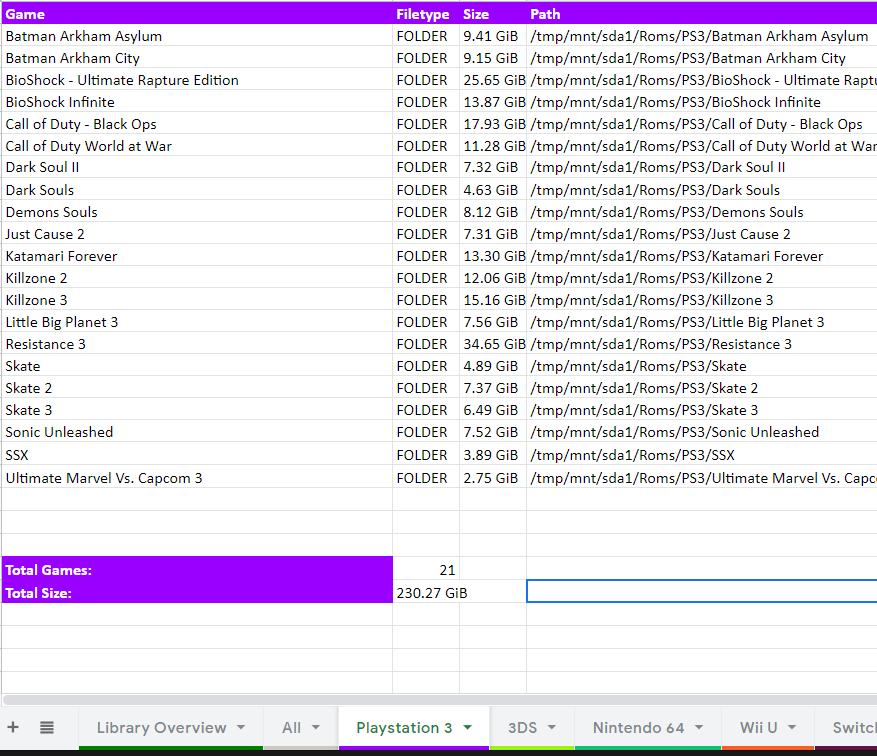 Game Filetype Size Path
Batman Arkham Asylum FOLDER 9.41 GiB /tmp/mnt/sda1/Roms/PS3/Batman Arkham Asylum
Batman Arkham City FOLDER 9.15 GiB /tmp/mnt/sda1/Roms/PS3/Batman Arkham City
BioShock - Ultimate Rapture Edition FOLDER 25.65 GiB /tmp/mnt/sda1/Roms/PS3/BioShock - Ultimate Raptu
BioShock Infinite FOLDER 13.87 GiB /tmp/mnt/sda1/Roms/PS3/BioShock Infinite
Call of Duty - Black Ops FOLDER 17.93 GiB /tmp/mnt/sda1/Roms/PS3/Call of Duty - Black Ops
Call of Duty World at War FOLDER 11.28 GiB /tmp/mnt/sda1/Roms/PS3/Call of Duty World at War
Dark Soul II FOLDER 7.32 GiB /tmp/mnt/sda1/Roms/PS3/Dark Soul II
Dark Souls FOLDER 4.63 GiB /tmp/mnt/sda1/Roms/PS3/Dark Souls
Demons Souls FOLDER 8.12 GiB /tmp/mnt/sda1/Roms/PS3/Demons Souls
Just Cause 2 FOLDER 7.31 GiB /tmp/mnt/sda1/Roms/PS3/Just Cause 2
Katamari Forever FOLDER 13.30 GiB /tmp/mnt/sda1/Roms/PS3/Katamari Forever
Killzone 2 FOLDER 12.06 GiB /tmp/mnt/sda1/Roms/PS3/Killzone 2
Killzone 3 FOLDER 15.16 GiB /tmp/mnt/sda1/Roms/PS3/Killzone 3
Little Big Planet 3 FOLDER 7.56 GiB /tmp/mnt/sda1/Roms/PS3/Little Big Planet 3
Resistance 3 FOLDER 34.65 GiB /tmp/mnt/sda1/Roms/PS3/Resistance 3
Skate FOLDER 4.89 GiB /tmp/mnt/sda1/Roms/PS3/Skate
Skate 2 FOLDER 7.37 GiB /tmp/mnt/sda1/Roms/PS3/Skate 2
Skate 3 FOLDER 6.49 GiB /tmp/mnt/sda1/Roms/PS3/Skate 3
Sonic Unleashed FOLDER 7.52 GiB /tmp/mnt/sda1/Roms/PS3/Sonic Unleashed
SSX FOLDER 3.89 GiB /tmp/mnt/sda1/Roms/PS3/SSX
Ultimate Marvel Vs. Capcom 3 FOLDER 2.75 GiB /tmp/mnt/sda1/Roms/PS3/Ultimate Marvel Vs. Capc
Total Games: 21
Total Size: 230.27 GiB
Library Overview All Playstation 3 3DS Nintendo 64 Wii U Switch